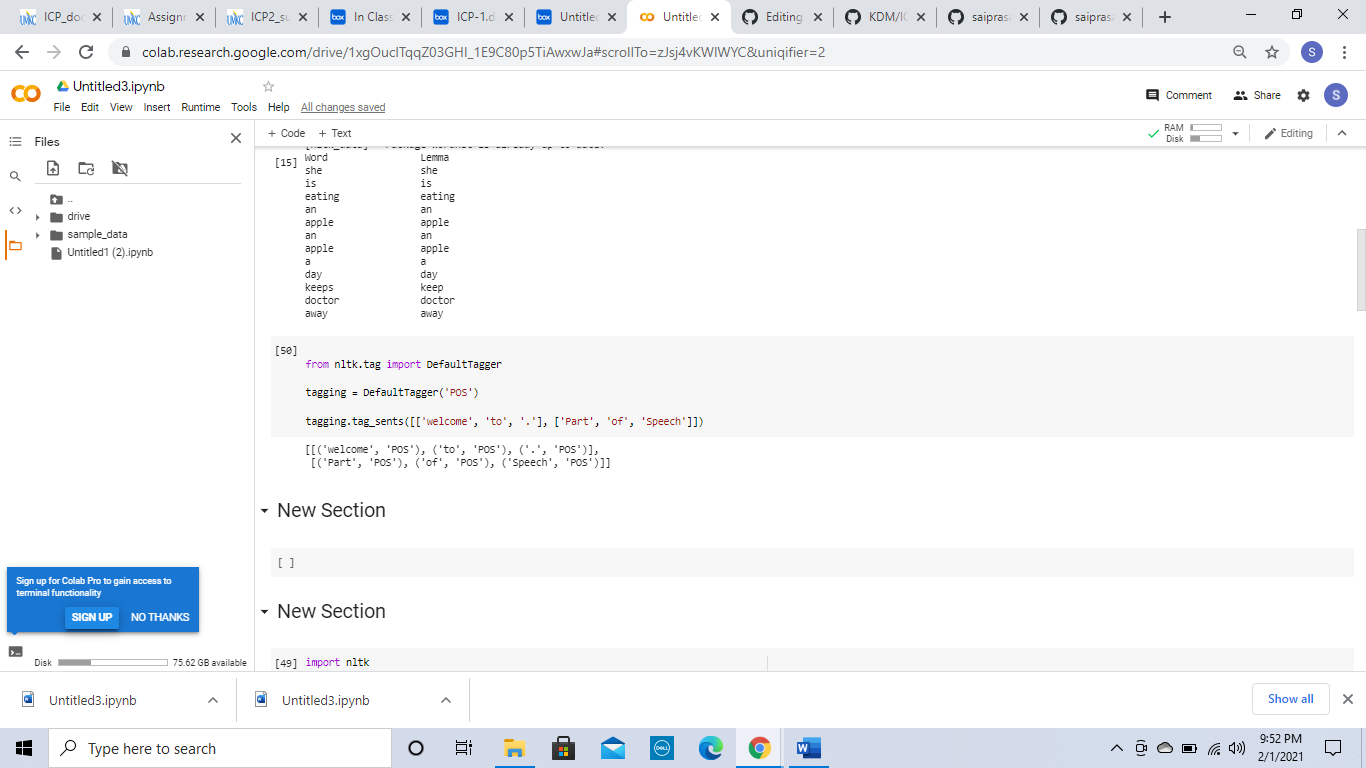 ICP_doc
Assignr
ICP2_su
In Class
ICP-1.d
Untitled
Untitled
Editing
KDM/IC
saiprasa
saiprasa
colab.research.google.com/drive/1xgOuclTqqZ03GHI_1E9C80p5TiAwxwJa#scrollTo=zJsj4vKWIWYC&uniqifier=2
S
Untitled3.ipynb
File Edit View Insert Runtime Tools Help All changes saved
Comment
Share
S
Files
+ Code + Text
RAM
Disk
Editing
..
drive
sample_data
Untitled1 (2).ipynb
[15]
Word Lemma
she she
is is
eating eating
an an
apple apple
an an
apple apple
a a
day day
keeps keep
doctor doctor
away away
[50]
from nltk.tag import DefaultTagger
tagging = DefaultTagger('POS')
tagging.tag_sents([['welcome', 'to', '.'], ['Part', 'of', 'Speech']])
[[('welcome', 'POS'), ('to', 'POS'), ('.', 'POS')],
[('Part', 'POS'), ('of', 'POS'), ('Speech', 'POS')]]
New Section
[ ]
New Section
[49] import nltk
Sign up for Colab Pro to gain access to
terminal functionality
SIGN UP NO THANKS
Disk 75.62 GB available
Untitled3.ipynb
Untitled3.ipynb
Show all
Type here to search
DELL
9:52 PM
2/1/2021